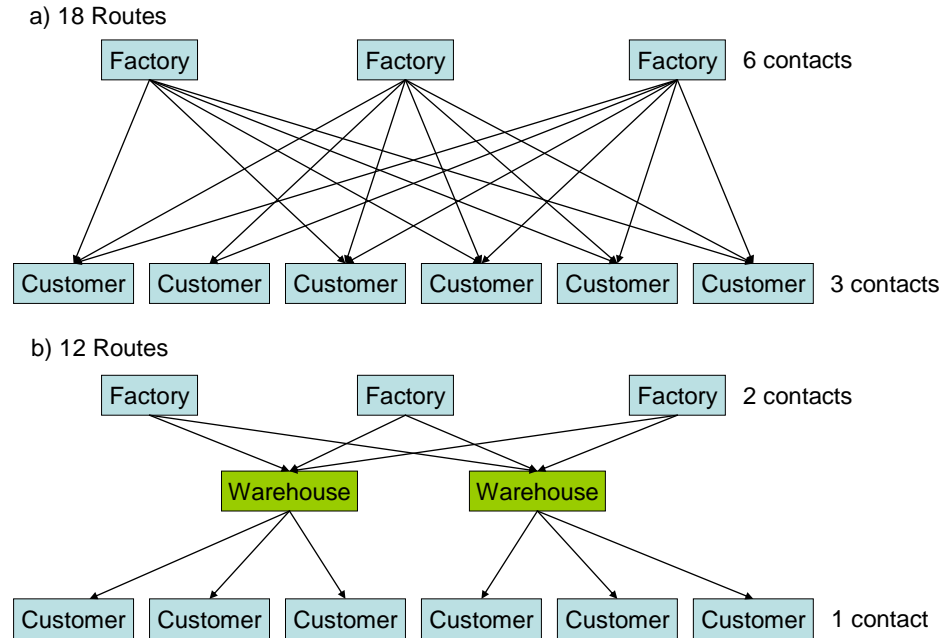 a) 18 Routes
Factory Factory Factory 6 contacts
Customer Customer Customer Customer Customer Customer 3 contacts
b) 12 Routes
Factory Factory Factory 2 contacts
Warehouse Warehouse
Customer Customer Customer Customer Customer Customer 1 contact